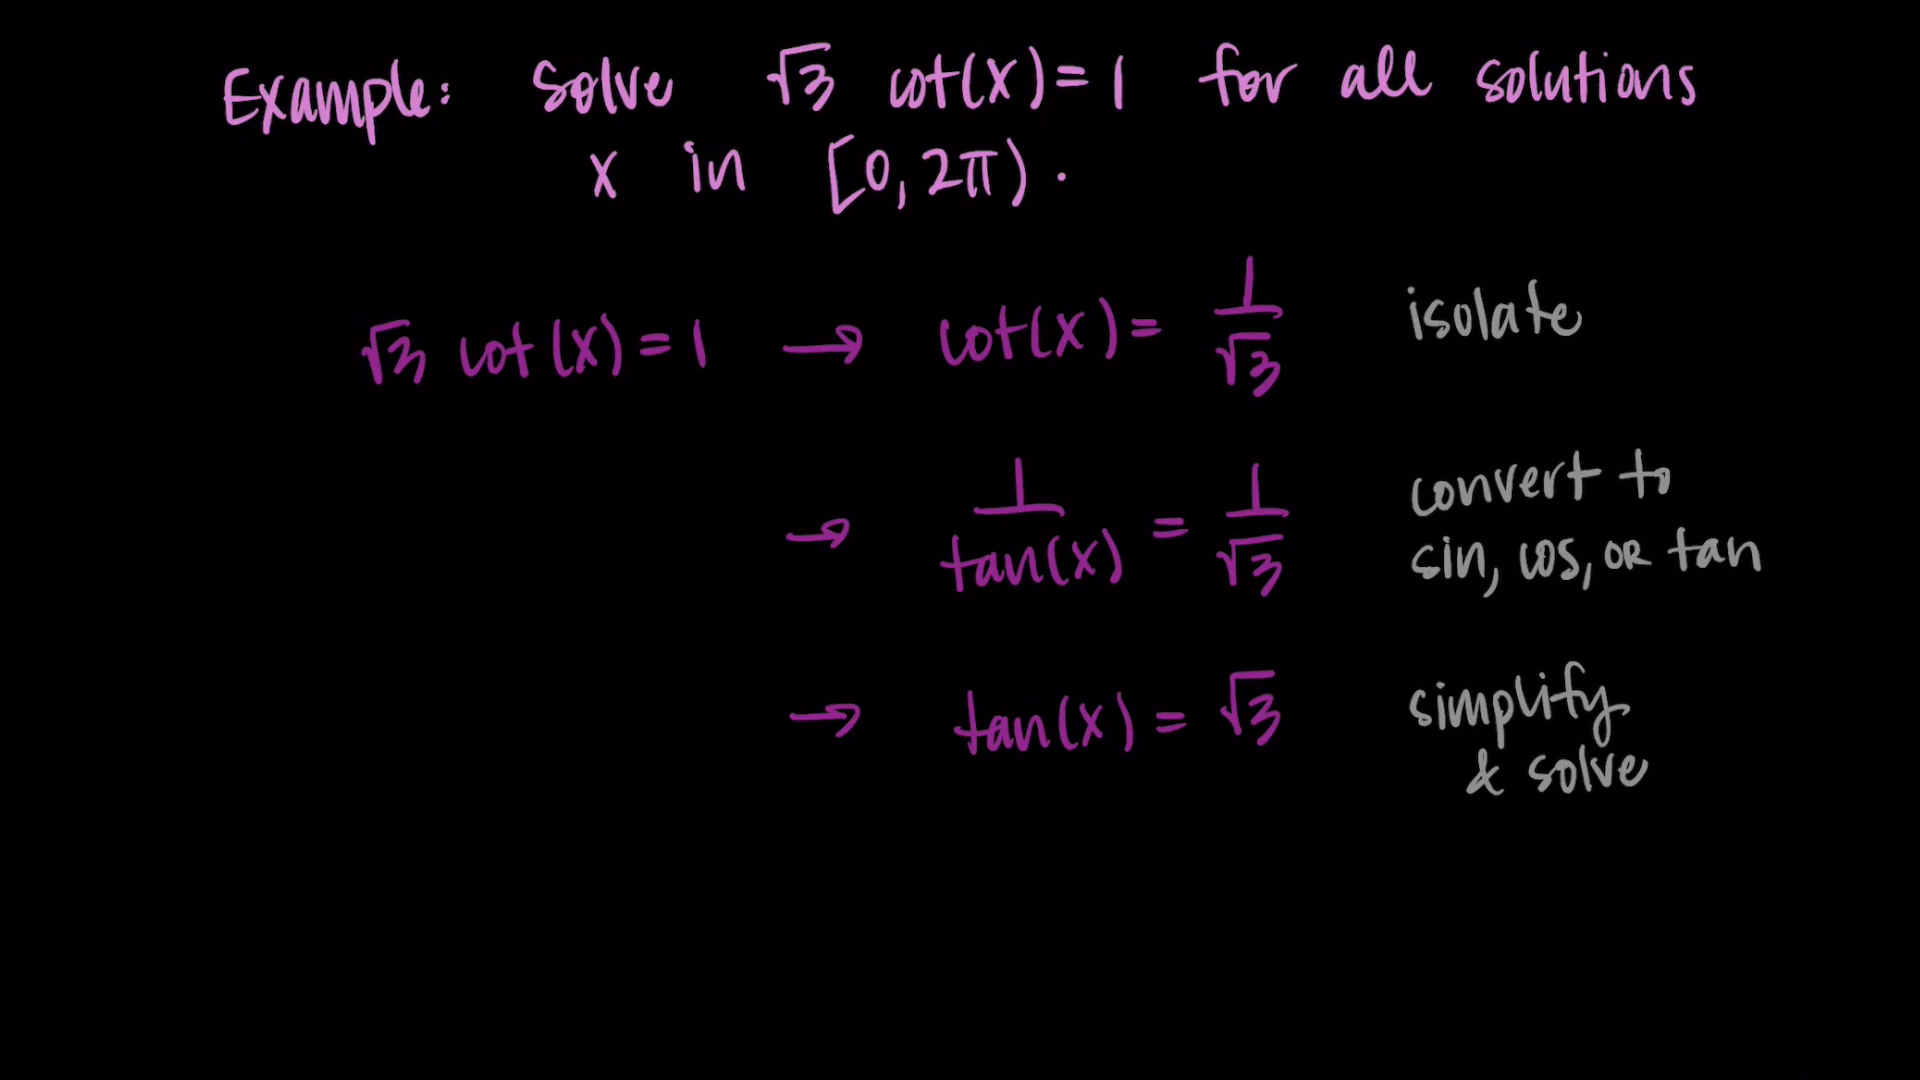 Example: Solve √3 cot(x) = 1 for all solutions
x in [0, 2π).
√3 cot(x) = 1 → cot(x) = 1/√3 isolate
→ 1/tan(x) = 1/√3 convert to
sin, cos, OR tan
→ tan(x) = √3 simplify
& solve